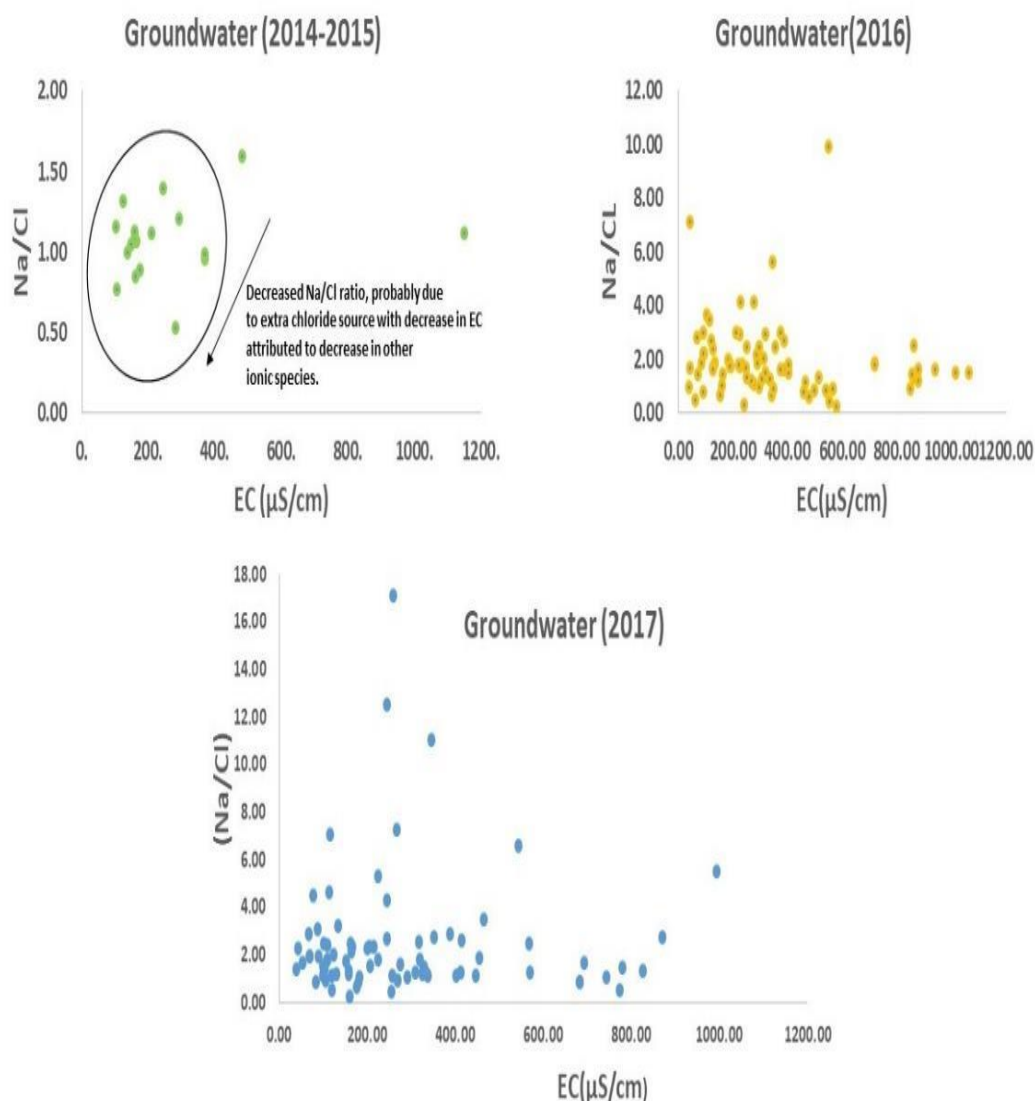 Groundwater (2014-2015)
2.00
1.50
1.00
0.50
0.00
Na/Cl
Decreased Na/Cl ratio, probably due
to extra chloride source with decrease in EC
attributed to decrease in other
ionic species.
0. 200. 400. 600. 800. 1000. 1200.
EC (µS/cm)
Groundwater(2016)
12.00
10.00
8.00
6.00
4.00
2.00
0.00
Na/CL
0.00 200.00 400.00 600.00 800.00 1000.00 1200.00
EC(µS/cm)
Groundwater (2017)
18.00
16.00
14.00
12.00
10.00
8.00
6.00
4.00
2.00
0.00
(Na/Cl)
0.00 200.00 400.00 600.00 800.00 1000.00 1200.00
EC(µS/cm)